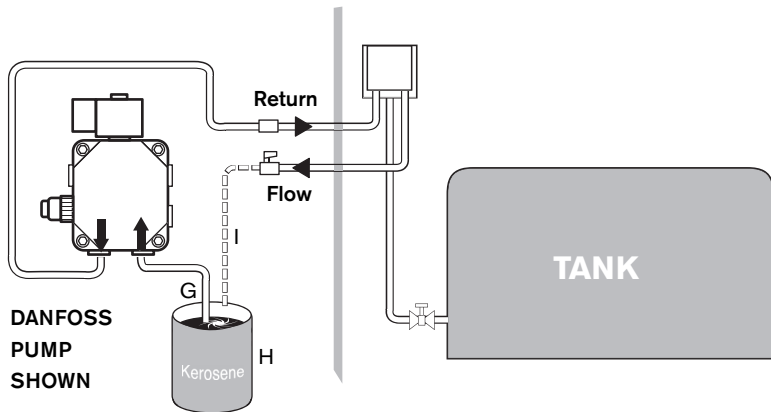 Return
Flow
I
TANK
G
DANFOSS
PUMP
SHOWN
H
Kerosene